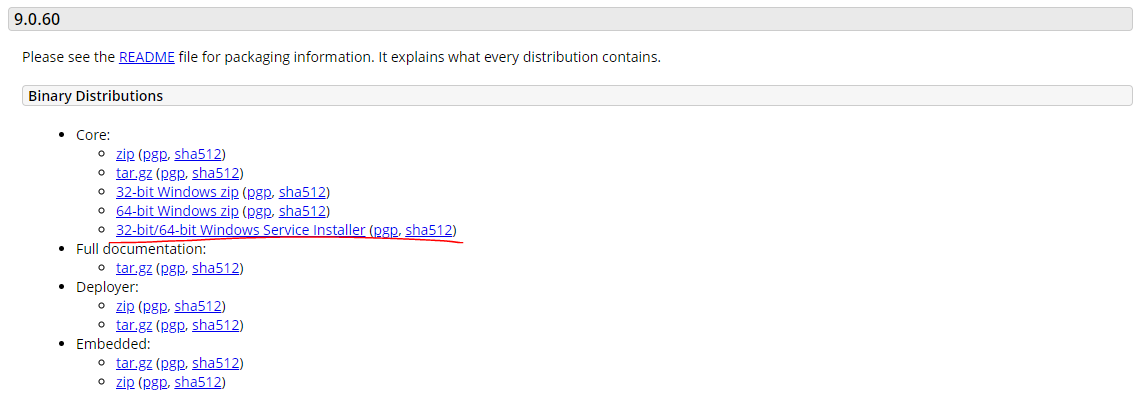 9.0.60
Please see the README file for packaging information. It explains what every distribution contains.
Binary Distributions
Core:
zip (pgp, sha512)
tar.gz (pgp, sha512)
32-bit Windows zip (pgp, sha512)
64-bit Windows zip (pgp, sha512)
32-bit/64-bit Windows Service Installer (pgp, sha512)
Full documentation:
tar.gz (pgp, sha512)
Deployer:
zip (pgp, sha512)
tar.gz (pgp, sha512)
Embedded:
tar.gz (pgp, sha512)
zip (pgp, sha512)